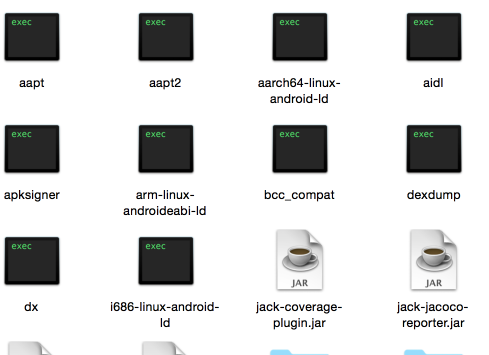 exec exec exec exec
aapt aapt2 aarch64-linux- aidl
android-ld
exec exec exec exec
apksigner arm-linux- bcc_compat dexdump
androideabi-ld
exec exec JAR JAR
dx i686-linux-android- jack-coverage- jack-jacoco-
ld plugin.jar reporter.jar